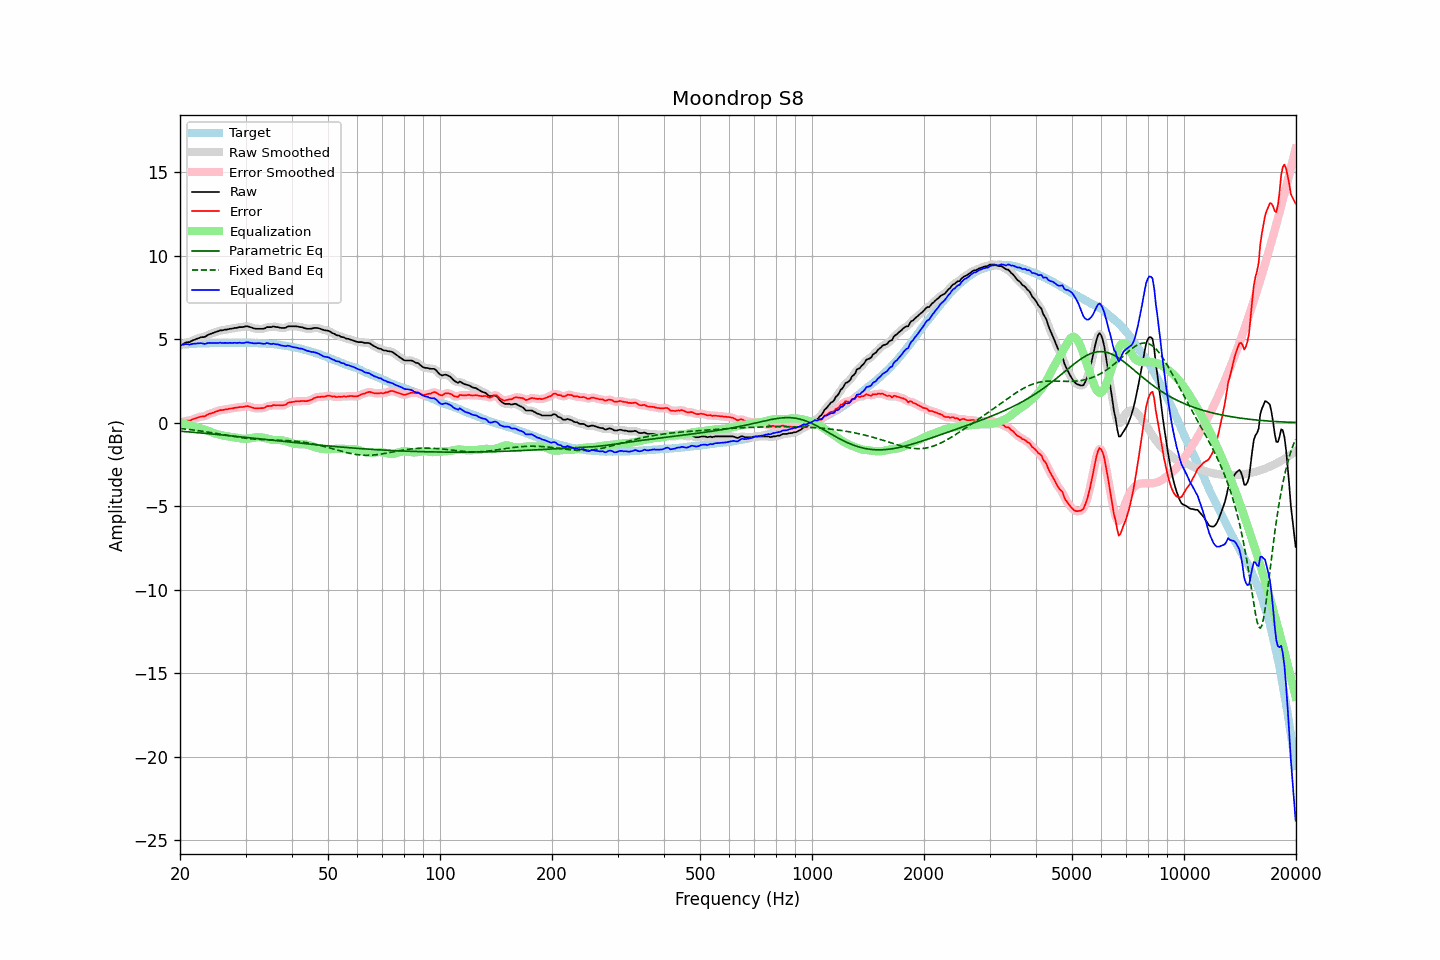 Moondrop S8
Target
Raw Smoothed
Error Smoothed
Raw
Error
Equalization
Parametric Eq
Fixed Band Eq
Equalized
Amplitude (dBr)
15
10
5
0
−5
−10
−15
−20
−25
20 50 100 200 500 1000 2000 5000 10000 20000
Frequency (Hz)